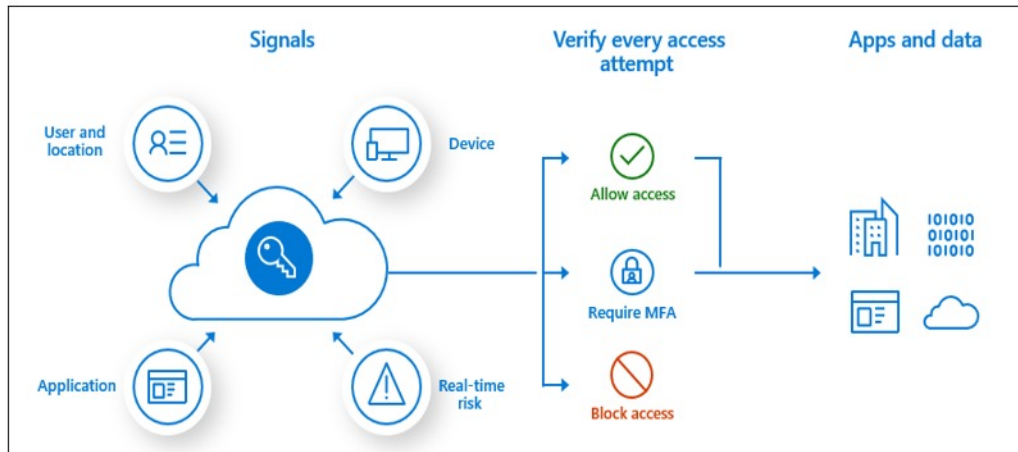 Signals
Verify every access
attempt
Apps and data
User and
location
Device
Application
Real-time
risk
Allow access
Require MFA
Block access
101010
010101
101010